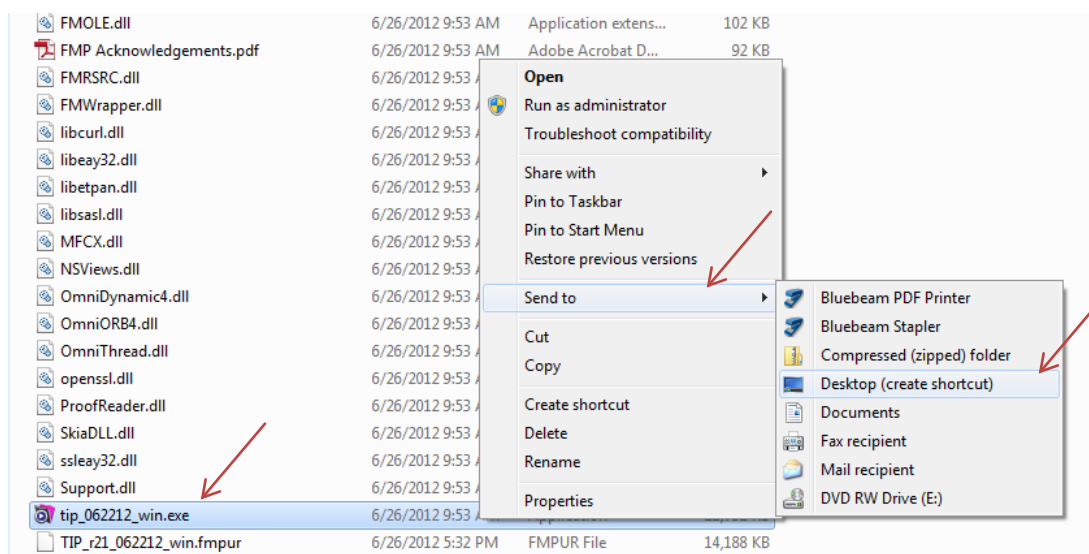 FMOLE.dll 6/26/2012 9:53 AM Application extens... 102 KB
FMP Acknowledgements.pdf 6/26/2012 9:53 AM Adobe Acrobat D... 92 KB
FMRSRC.dll 6/26/2012 9:53
FMWrapper.dll 6/26/2012 9:53
libcurl.dll 6/26/2012 9:53
libeay32.dll 6/26/2012 9:53
libetpan.dll 6/26/2012 9:53
libsasl.dll 6/26/2012 9:53
MFCX.dll 6/26/2012 9:53
NSViews.dll 6/26/2012 9:53
OmniDynamic4.dll 6/26/2012 9:53
OmniORB4.dll 6/26/2012 9:53
OmniThread.dll 6/26/2012 9:53
openssl.dll 6/26/2012 9:53
ProofReader.dll 6/26/2012 9:53
SkiaDLL.dll 6/26/2012 9:53
ssleay32.dll 6/26/2012 9:53
Support.dll 6/26/2012 9:53
tip_062212_win.exe 6/26/2012 9:53
TIP_r21_062212_win.fmpur 6/26/2012 5:32 PM FMPUR File 14,188 KB
Open
Run as administrator
Troubleshoot compatibility
Share with
Pin to Taskbar
Pin to Start Menu
Restore previous versions
Send to
Cut
Copy
Create shortcut
Delete
Rename
Properties
Bluebeam PDF Printer
Bluebeam Stapler
Compressed (zipped) folder
Desktop (create shortcut)
Documents
Fax recipient
Mail recipient
DVD RW Drive (E:)